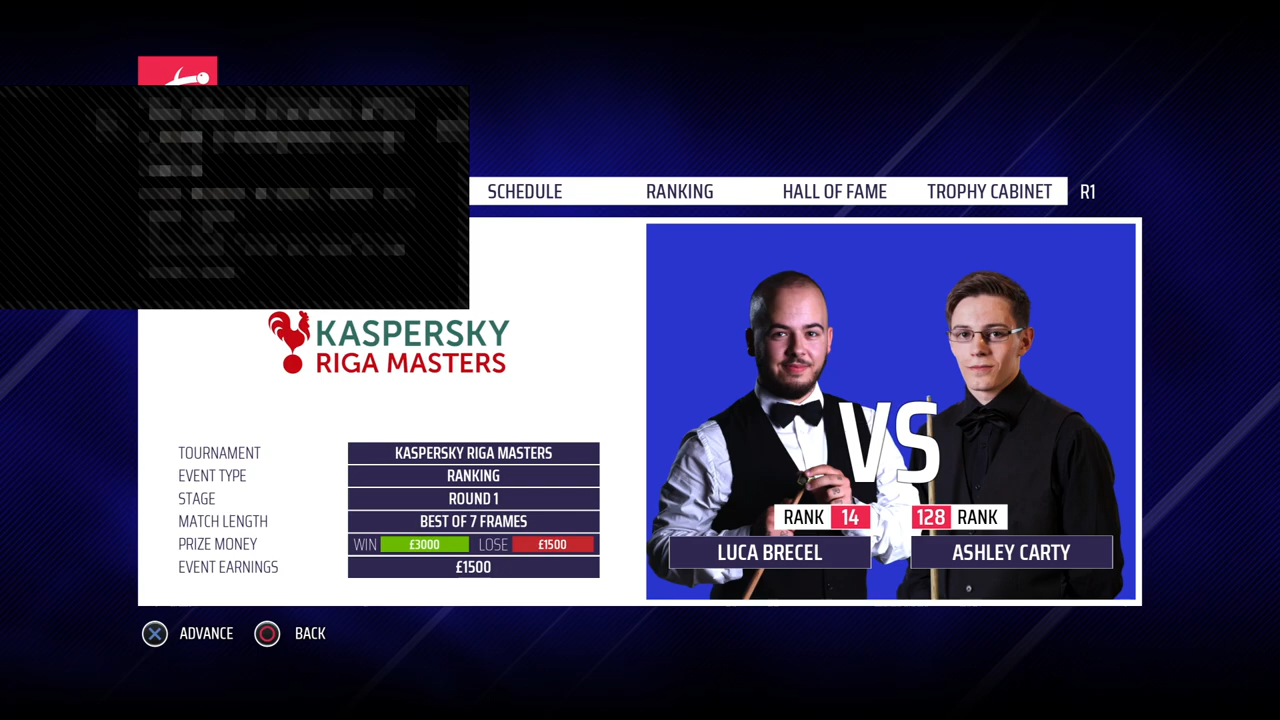 SCHEDULE RANKING HALL OF FAME TROPHY CABINET R1
KASPERSKY
RIGA MASTERS
TOURNAMENT KASPERSKY RIGA MASTERS
EVENT TYPE RANKING
STAGE ROUND 1
MATCH LENGTH BEST OF 7 FRAMES
PRIZE MONEY WIN £3000 LOSE £1500
EVENT EARNINGS £1500
VS
RANK 14 128 RANK
LUCA BRECEL ASHLEY CARTY
ADVANCE BACK